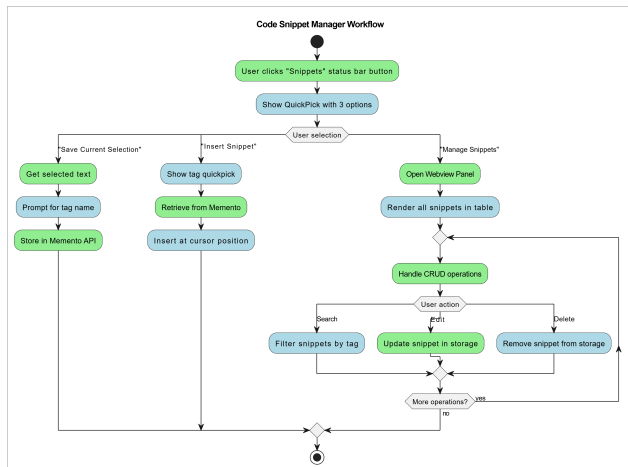 Code Snippet Manager Workflow
User clicks "Snippets" status bar button
Show QuickPick with 3 options
User selection
"Save Current Selection"
"Insert Snippet"
"Manage Snippets"
Get selected text
Show tag quickpick
Open Webview Panel
Prompt for tag name
Retrieve from Memento
Render all snippets in table
Store in Memento API
Insert at cursor position
Handle CRUD operations
User action
Search
Edit
Delete
Filter snippets by tag
Update snippet in storage
Remove snippet from storage
More operations?
yes
no